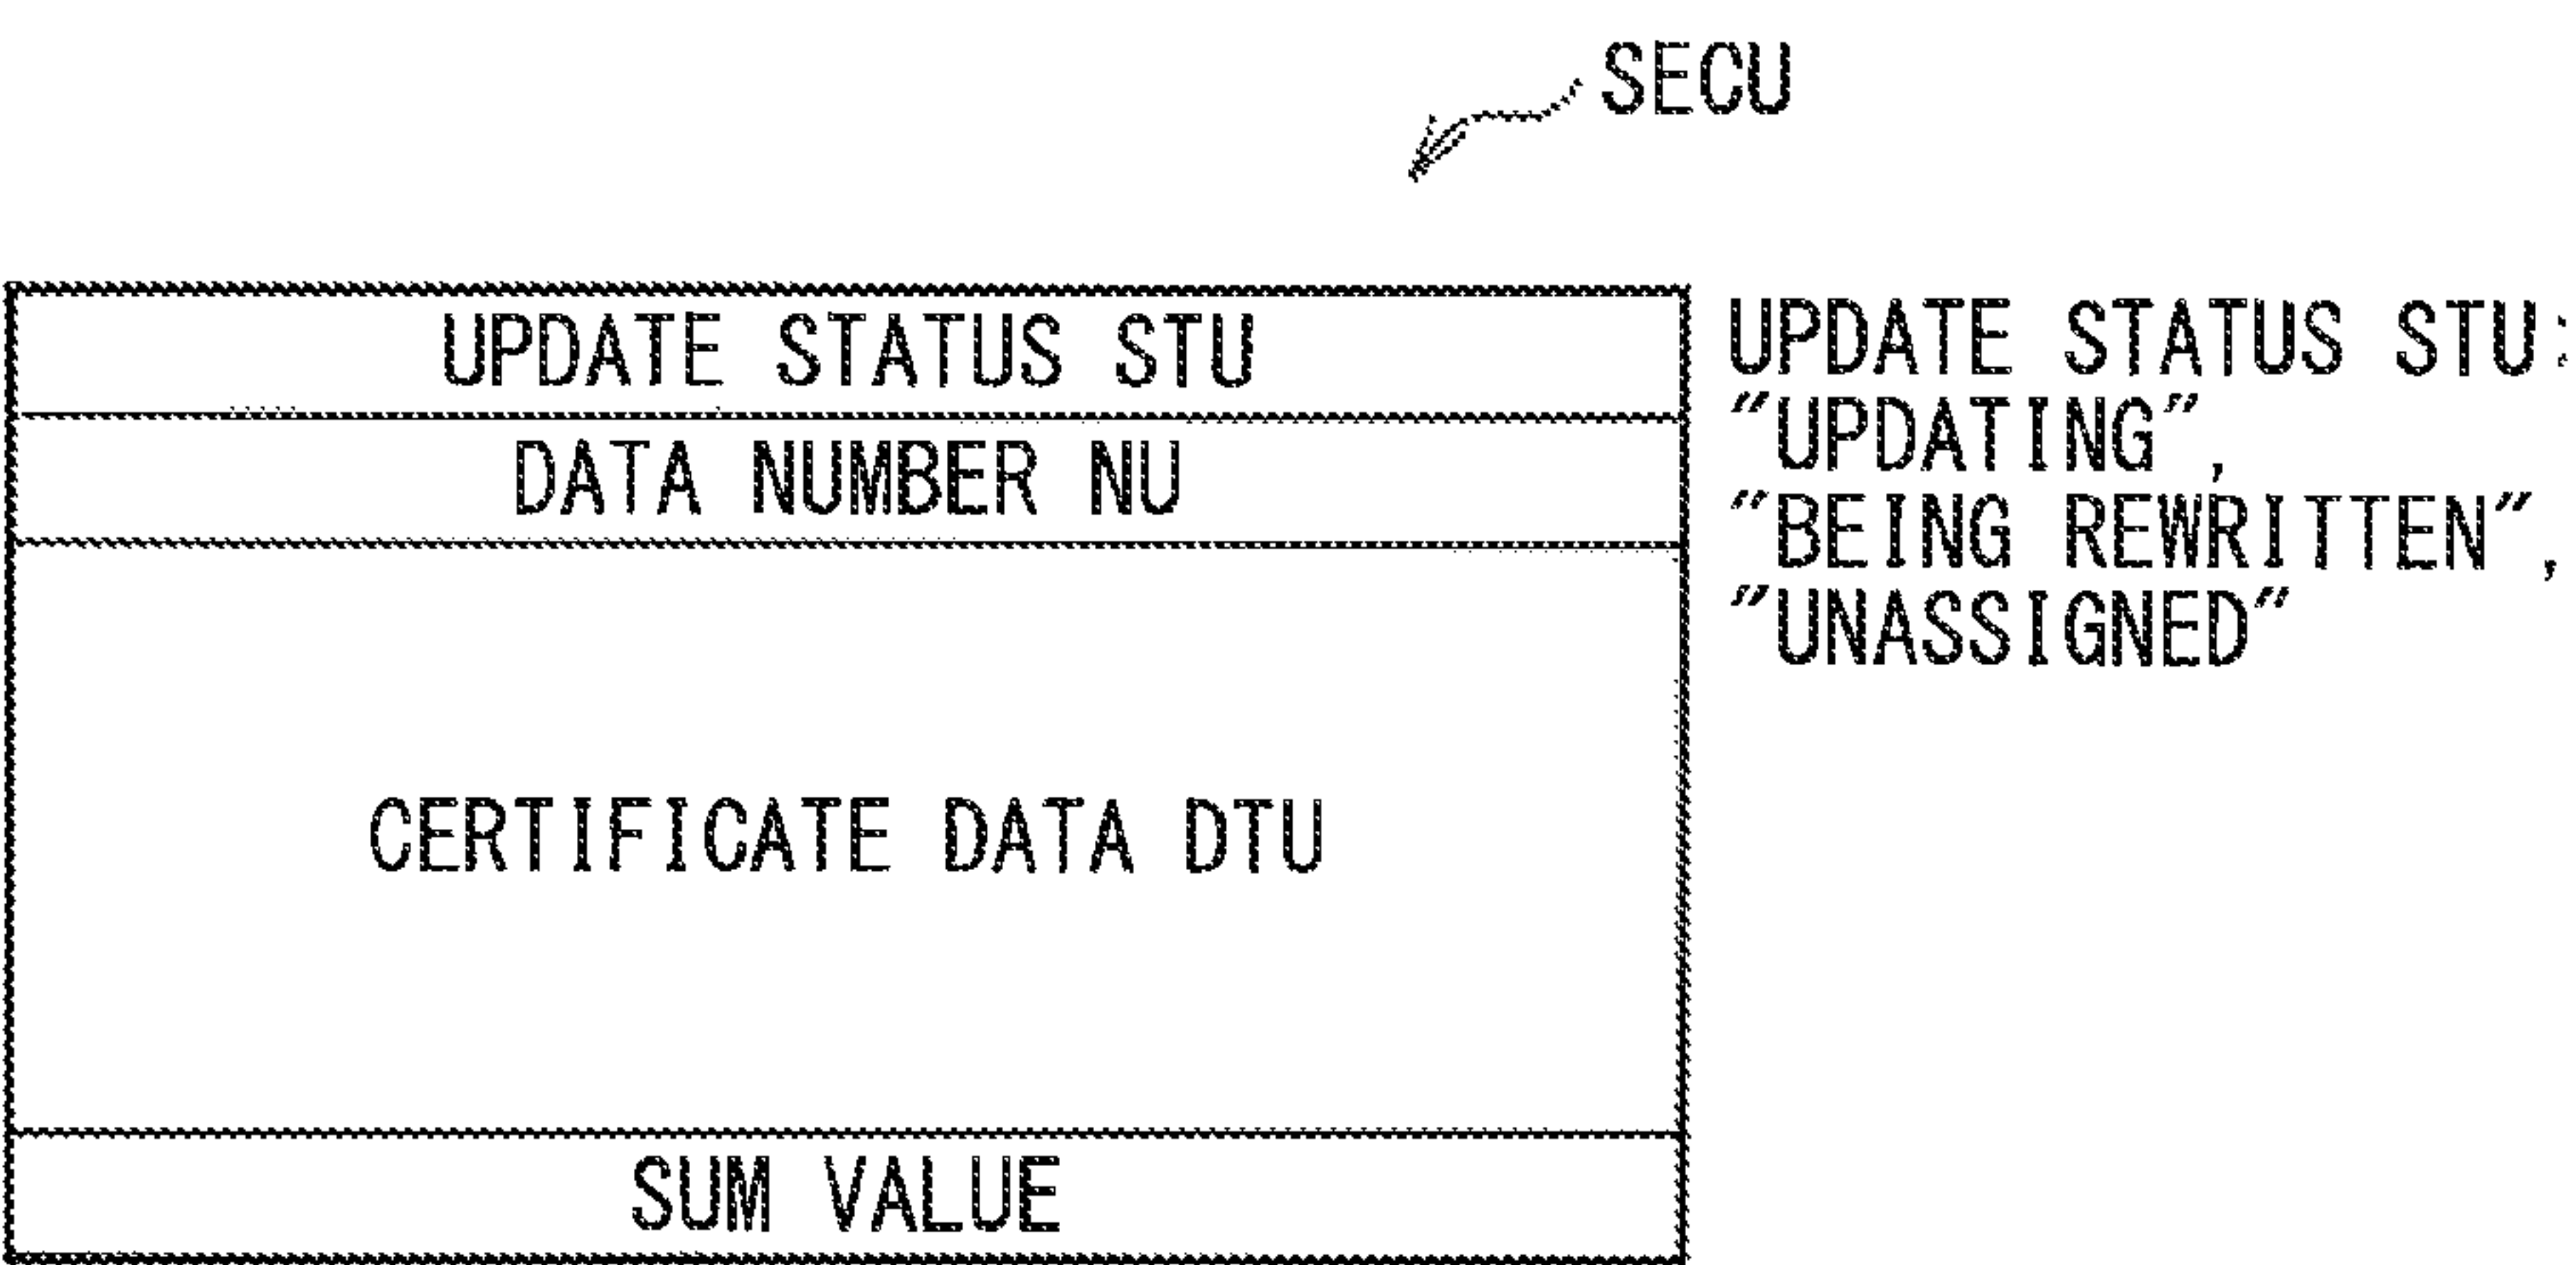 SECU
UPDATE STATUS STU
DATA NUMBER NU
CERTIFICATE DATA DTU
SUM VALUE
UPDATE STATUS STU:
"UPDATING",
"BEING REWRITTEN",
"UNASSIGNED"